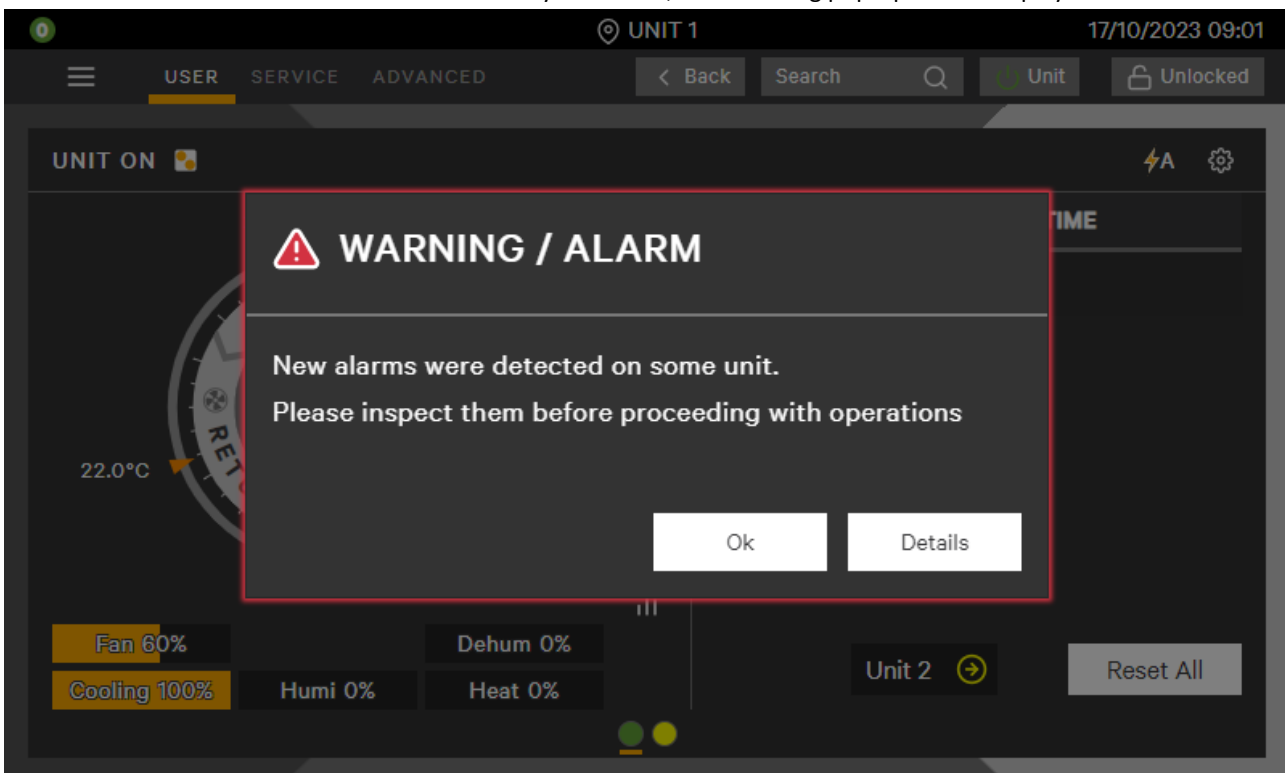 0 UNIT 1 17/10/2023 09:01
USER SERVICE ADVANCED Back Search Unit Unlocked
UNIT ON A
TIME
WARNING / ALARM
New alarms were detected on some unit.
Please inspect them before proceeding with operations
22.0°C
Ok Details
Fan 60% Dehum 0%
Unit 2 Reset All
Cooling 100% Humi 0% Heat 0%